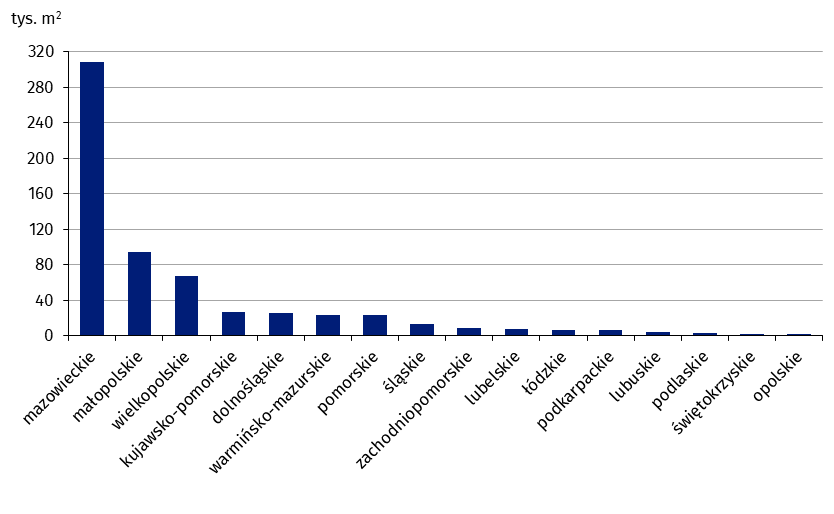 tys. m²
320
280
240
200
160
120
80
40
0
mazowieckie
małopolskie
wielkopolskie
kujawsko-pomorskie
dolnośląskie
warmińsko-mazurskie
pomorskie
śląskie
zachodniopomorskie
lubelskie
łódzkie
podkarpackie
lubuskie
podlaskie
świętokrzyskie
opolskie